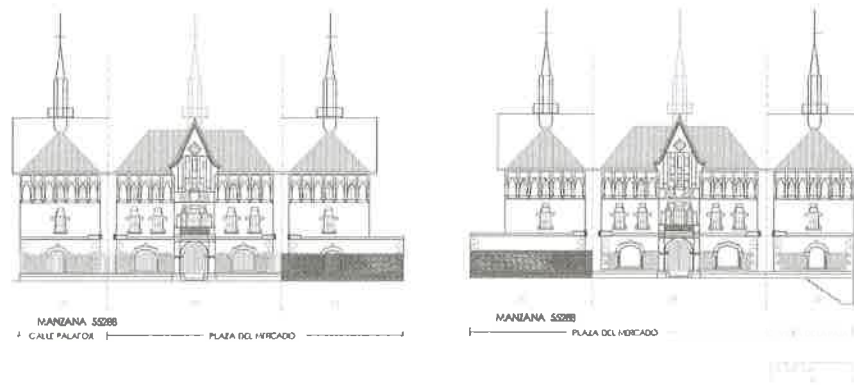 MANZANA 55288
CALLE PALAFOX PLAZA DEL MERCADO
MANZANA 55288
PLAZA DEL MERCADO